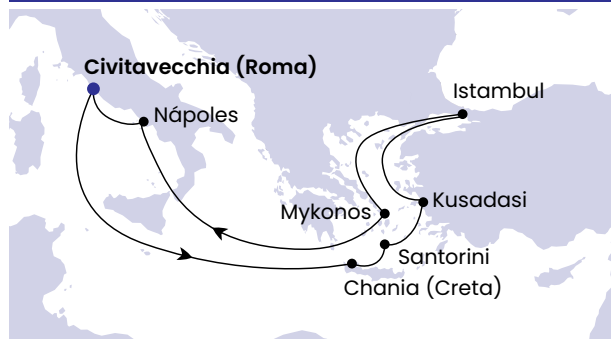 Civitavecchia (Roma)
Istambul
Nápoles
Kusadasi
Mykonos
Santorini
Chania (Creta)